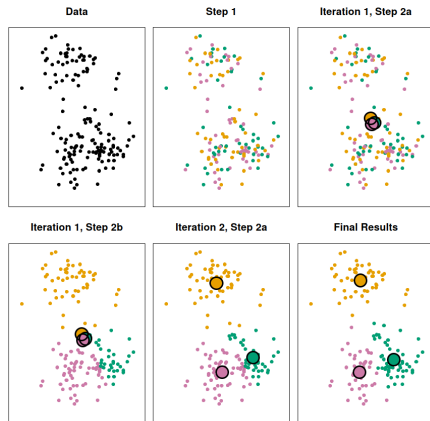 Data
Step 1
Iteration 1, Step 2a
Iteration 1, Step 2b
Iteration 2, Step 2a
Final Results